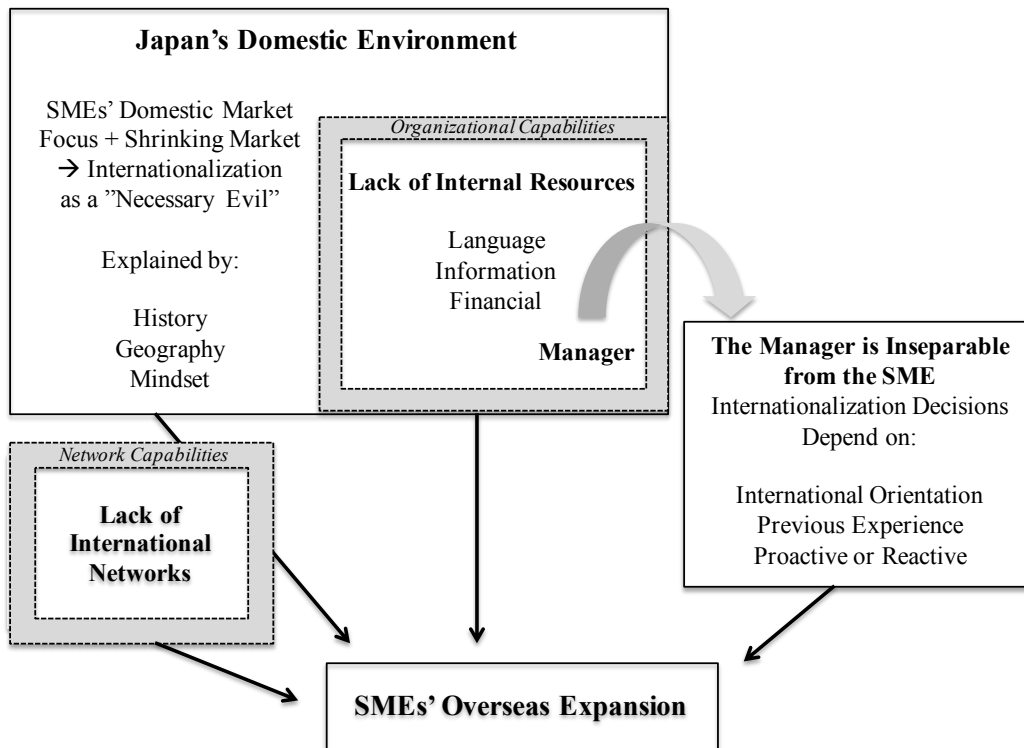 Japan’s Domestic Environment
SMEs’ Domestic Market
Focus + Shrinking Market
→ Internationalization
as a ”Necessary Evil”
Explained by:
History
Geography
Mindset
Organizational Capabilities
Lack of Internal Resources
Language
Information
Financial
Manager
The Manager is Inseparable
from the SME
Internationalization Decisions
Depend on:
International Orientation
Previous Experience
Proactive or Reactive
Network Capabilities
Lack of
International
Networks
SMEs’ Overseas Expansion